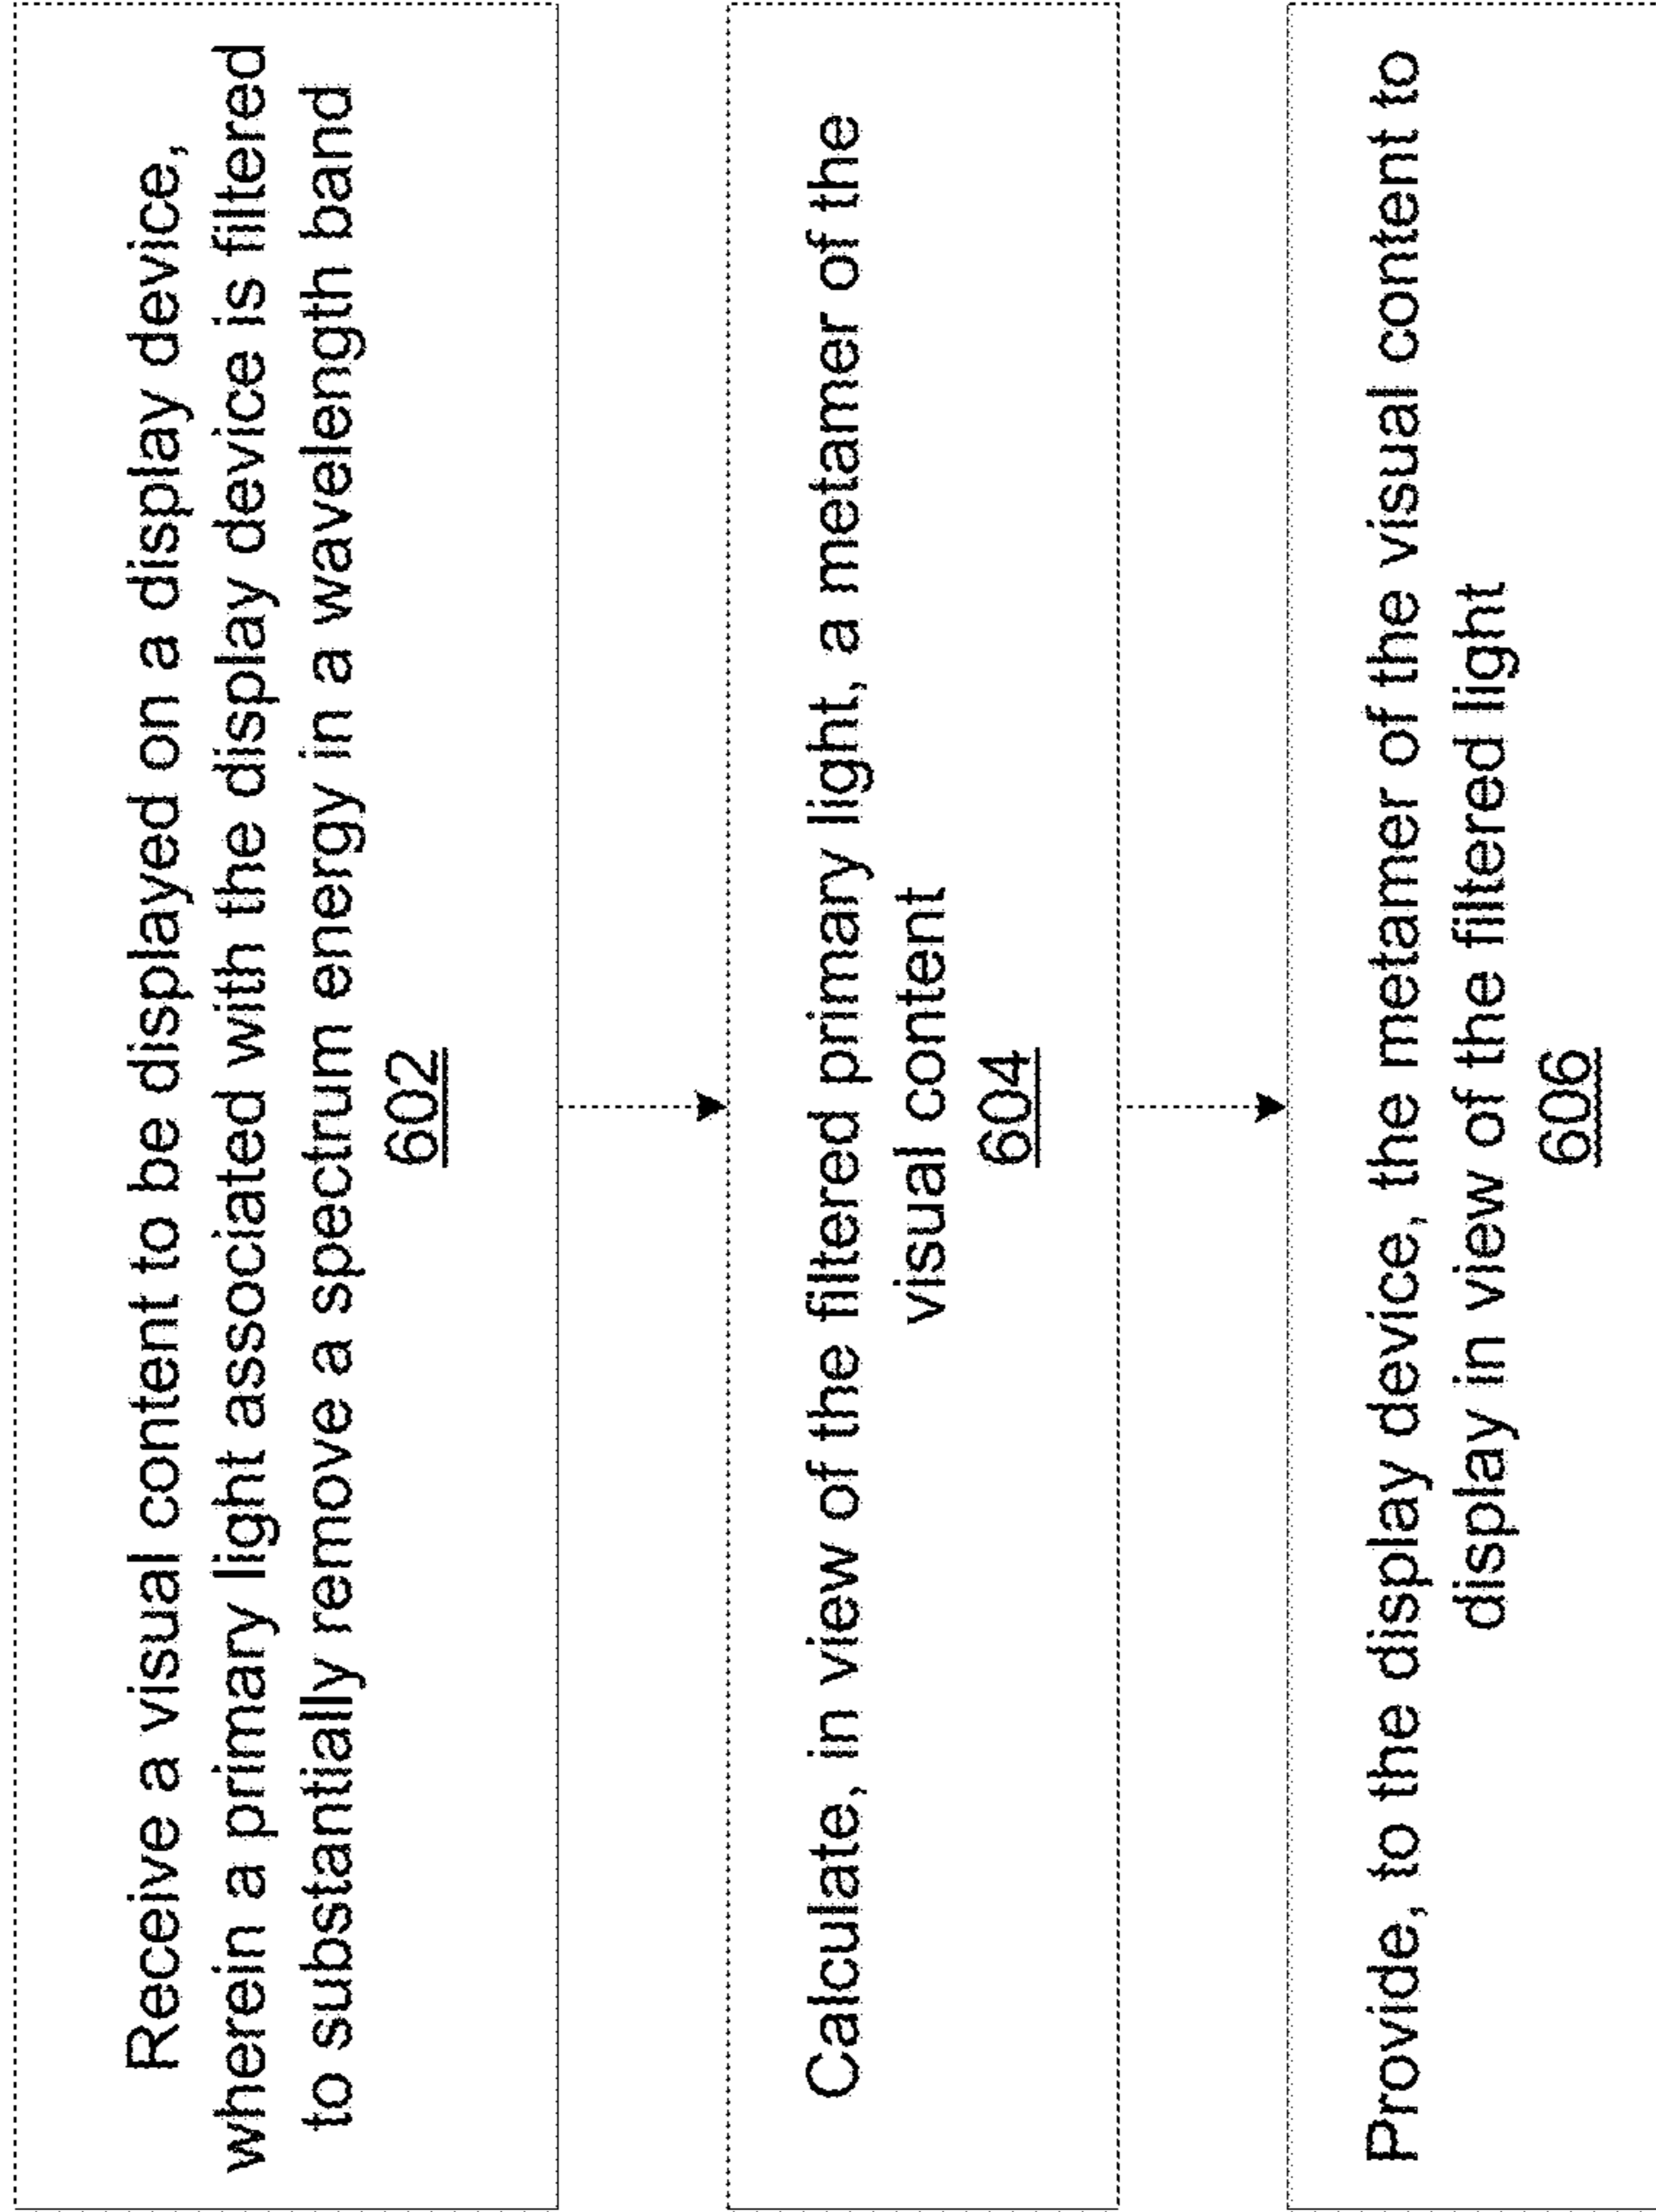 Receive a visual content to be displayed on a display device,
wherein a primary light associated with the display device is filtered
to substantially remove a spectrum energy in a wavelength band
602
Calculate, in view of the filtered primary light, a metamer of the
visual content
604
Provide, to the display device, the metamer of the visual content to
display in view of the filtered light
606